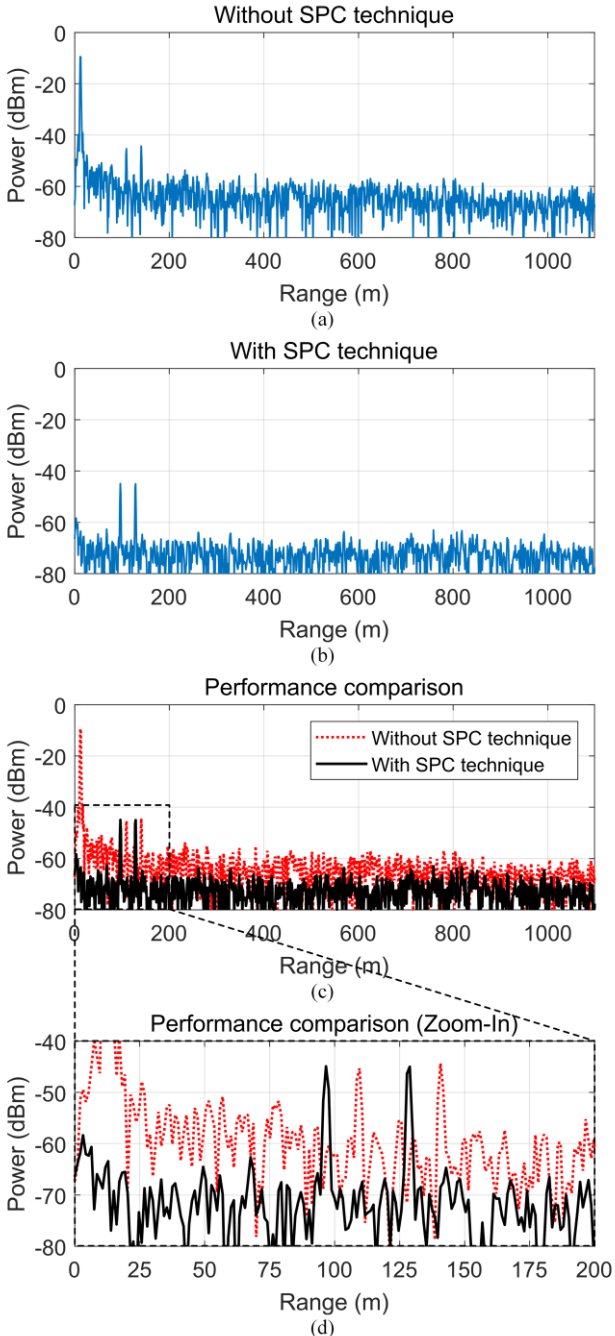 Without SPC technique
0
-20
-40
-60
-80
Power (dBm)
0 200 400 600 800 1000
Range (m)
(a)
With SPC technique
0
-20
-40
-60
-80
Power (dBm)
0 200 400 600 800 1000
Range (m)
(b)
Performance comparison
0
-20
-40
-60
-80
Power (dBm)
Without SPC technique
With SPC technique
0 200 400 600 800 1000
Range (m)
(c)
Performance comparison (Zoom-In)
-40
-50
-60
-70
-80
Power (dBm)
0 25 50 75 100 125 150 175 200
Range (m)
(d)